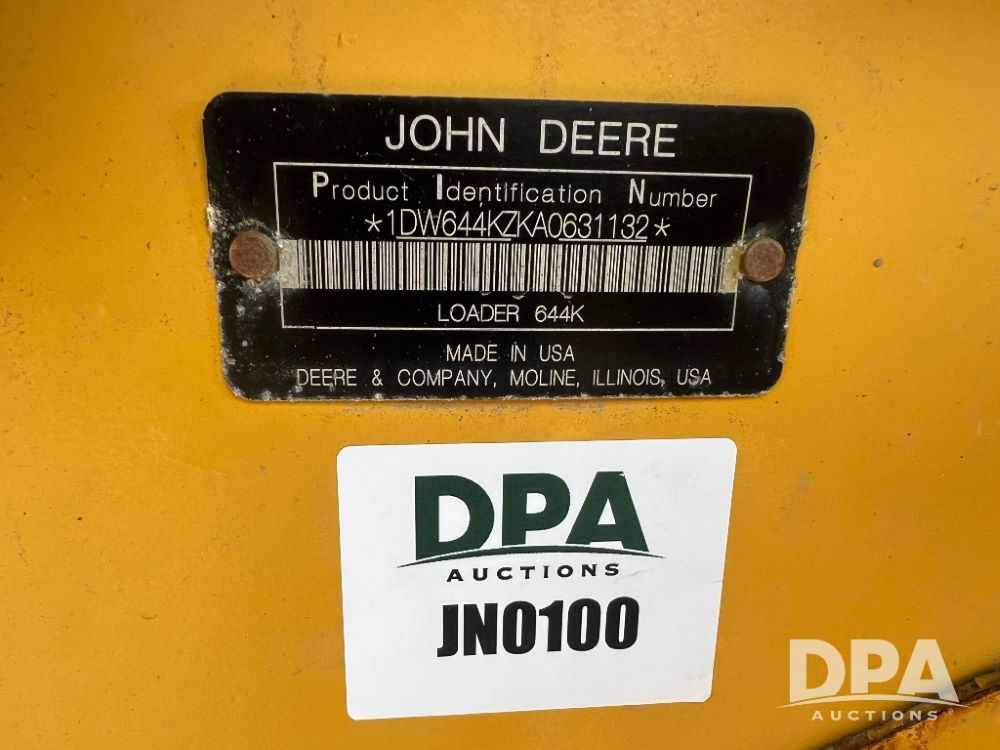 JOHN DEERE
Product Identification Number
*1DW644KZKA0631132*
LOADER 644K
MADE IN USA
DEERE & COMPANY, MOLINE, ILLINOIS, USA
DPA
AUCTIONS
JN0100
DPA
AUCTIONS